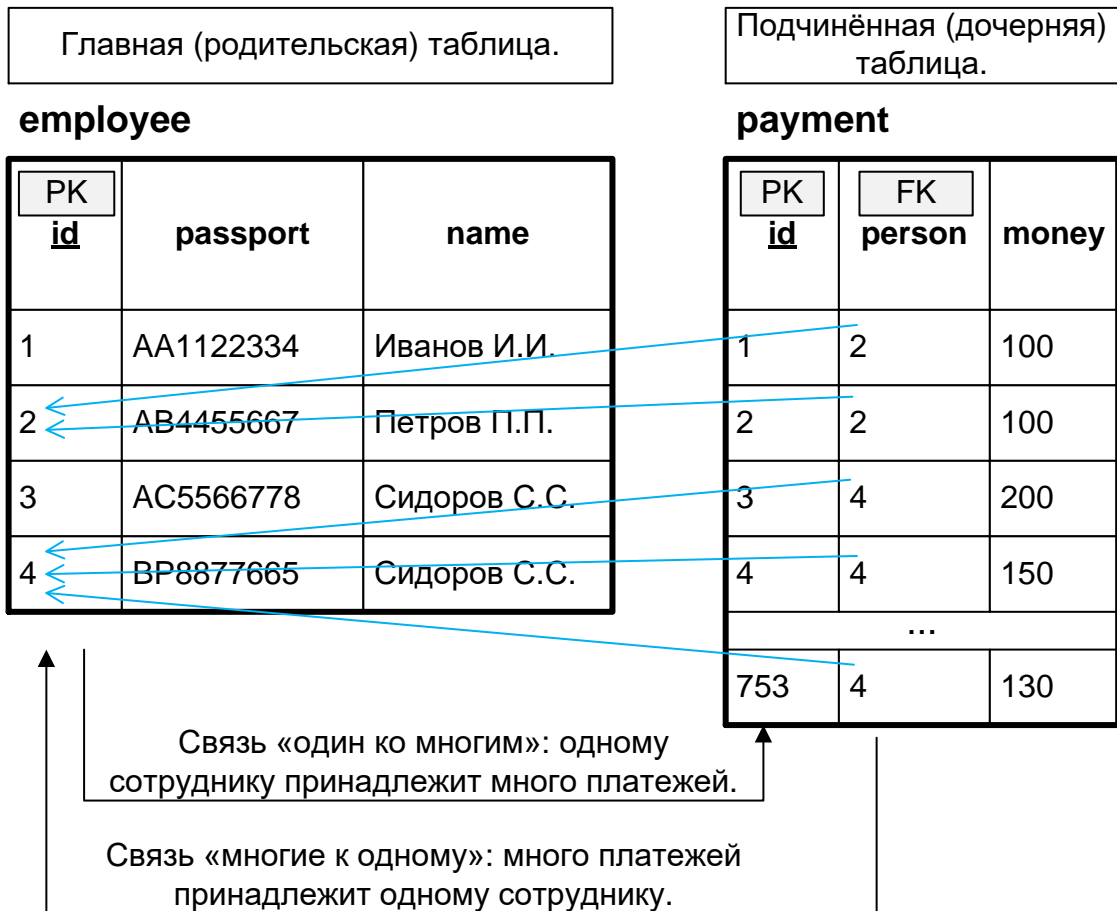 Главная (родительская) таблица.
Подчинённая (дочерняя)
таблица.
employee
payment
PK
id
passport
name
PK
id
FK
person
money
1 AA1122334 Иванов И.И. 1 2 100
2 AB4455667 Петров П.П. 2 2 100
3 AC5566778 Сидоров С.С. 3 4 200
4 BP8877665 Сидоров С.С. 4 4 150
...
753 4 130
Связь «один ко многим»: одному
сотруднику принадлежит много платежей.
Связь «многие к одному»: много платежей
принадлежит одному сотруднику.